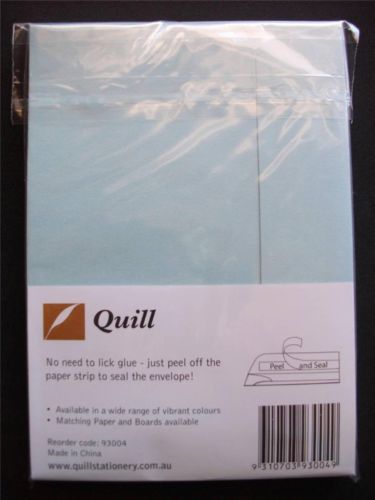 Quill
No need to lick glue - just peel off the
paper strip to seal the envelope!
Peel and Seal
• Available in a wide range of vibrant colours
• Matching Paper and Boards available
Reorder code: 93004
Made in China
www.quillstationery.com.au
9 310703 930049